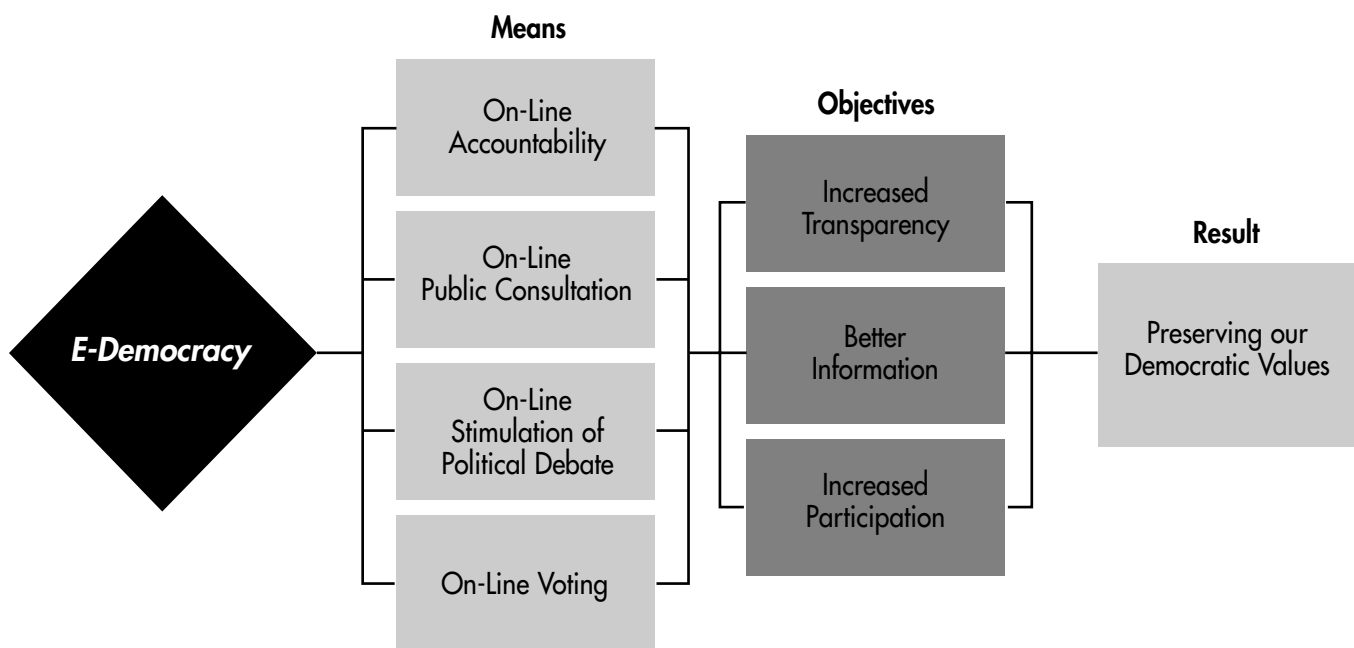 Means
On-Line
Accountability
On-Line
Public Consultation
On-Line
Stimulation of
Political Debate
On-Line Voting
Objectives
Increased
Transparency
Better
Information
Increased
Participation
Result
Preserving our
Democratic Values
E-Democracy